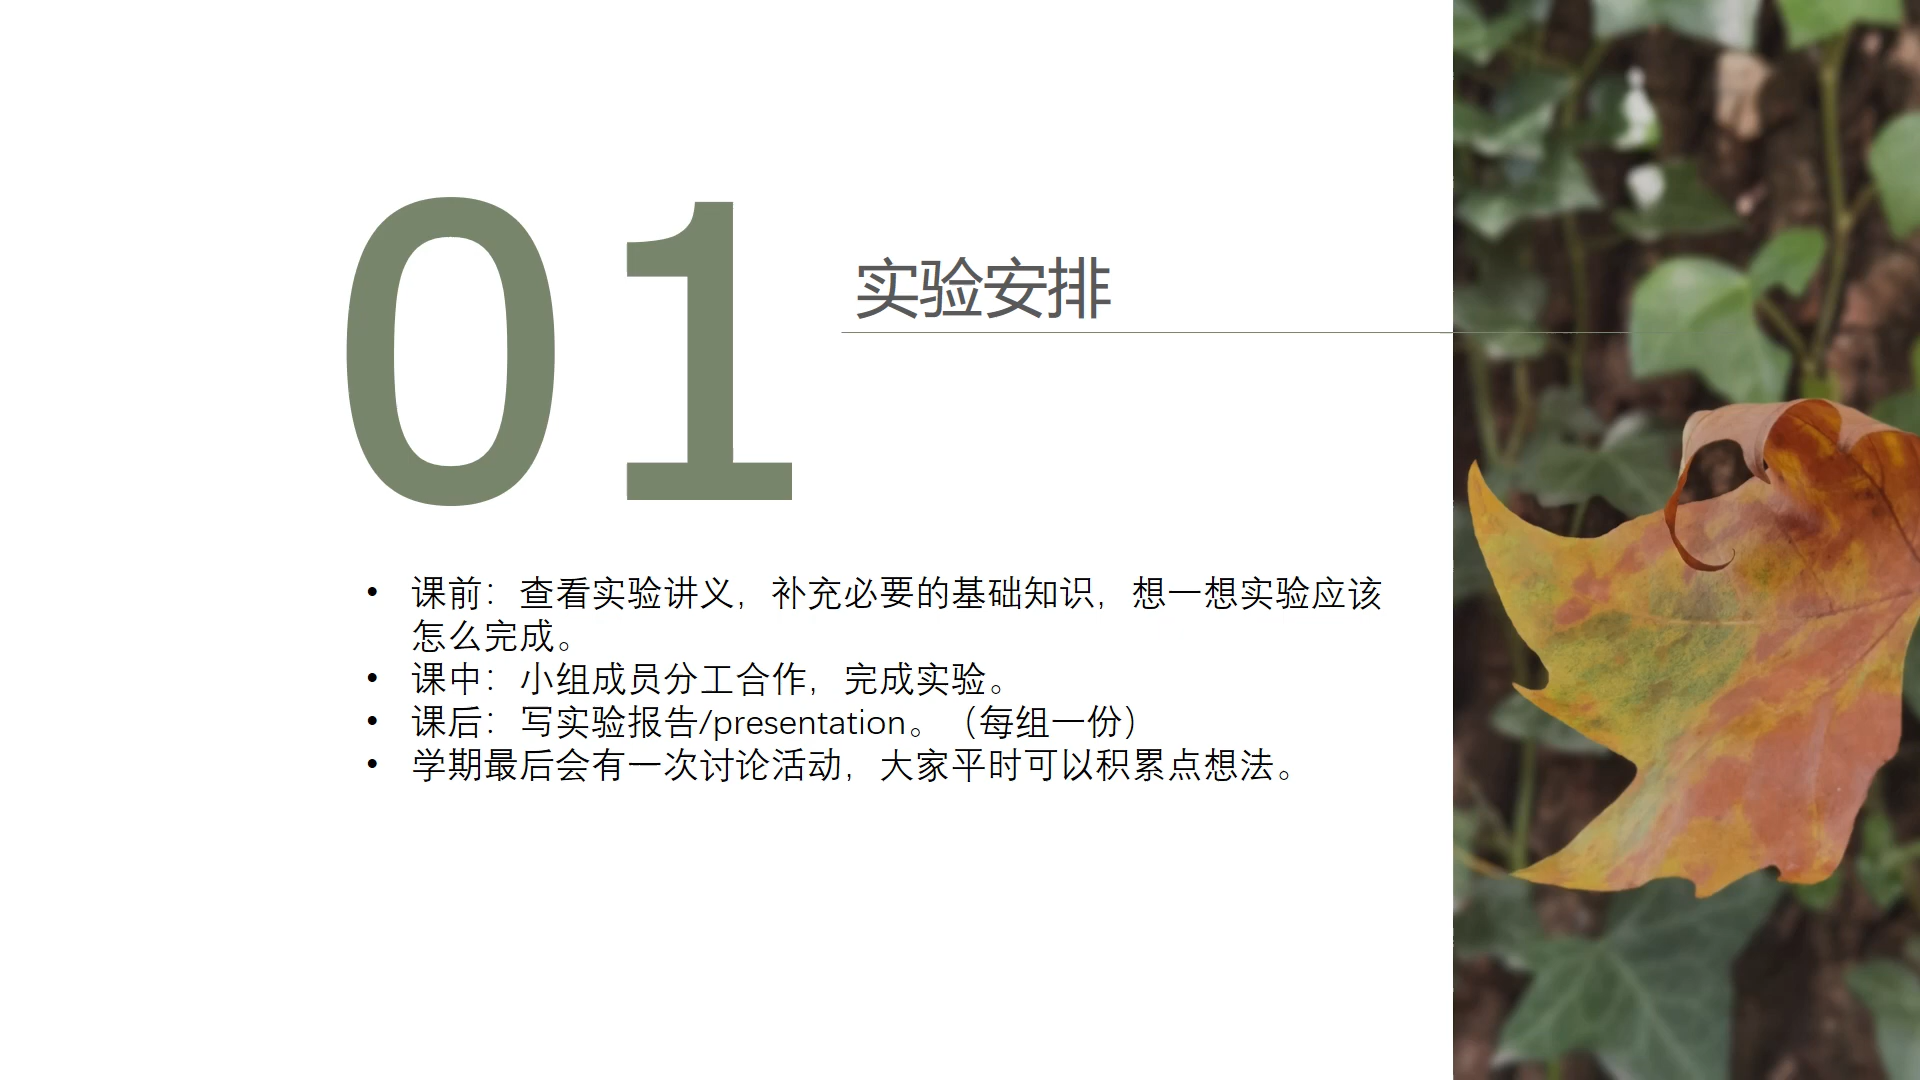 01
实验安排
• 课前：查看实验讲义，补充必要的基础知识，想一想实验应该
怎么完成。
• 课中：小组成员分工合作，完成实验。
• 课后：写实验报告/presentation。（每组一份）
• 学期最后会有一次讨论活动，大家平时可以积累点想法。